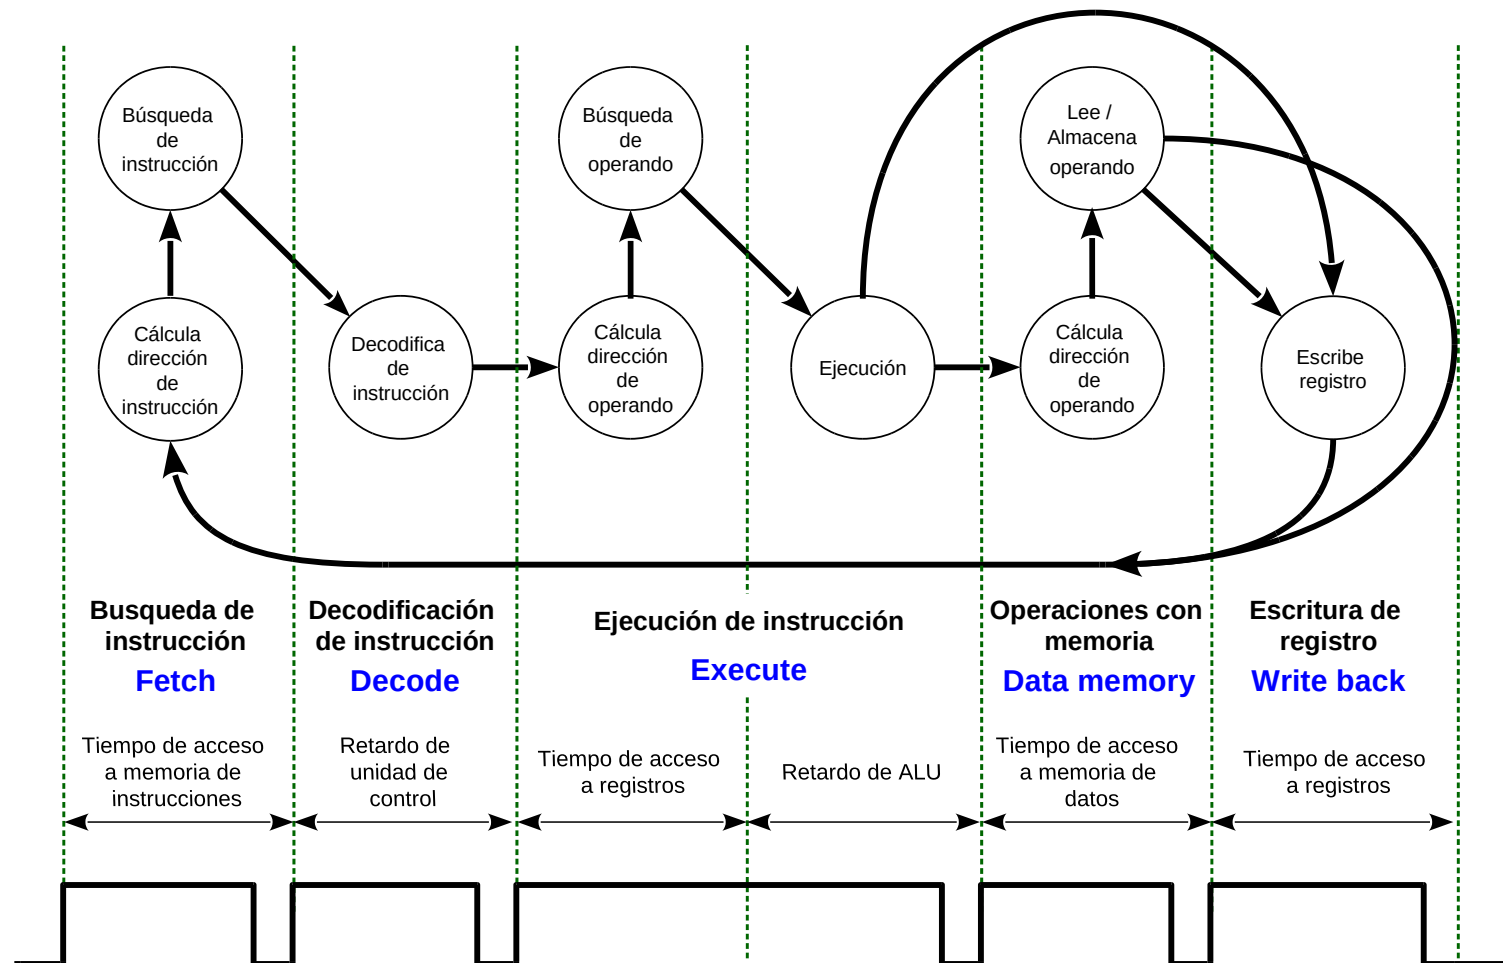 Búsqueda
de
instrucción
Búsqueda
de
operando
Lee /
Almacena
operando
Cálcula
dirección
de
instrucción
Decodifica
de
instrucción
Cálcula
dirección
de
operando
Ejecución
Cálcula
dirección
de
operando
Escribe
registro
Busqueda de
instrucción
Fetch
Decodificación
de instrucción
Decode
Ejecución de instrucción
Execute
Operaciones con
memoria
Data memory
Escritura de
registro
Write back
Tiempo de acceso
a memoria de
instrucciones
Retardo de
unidad de
control
Tiempo de acceso
a registros
Retardo de ALU
Tiempo de acceso
a memoria de
datos
Tiempo de acceso
a registros